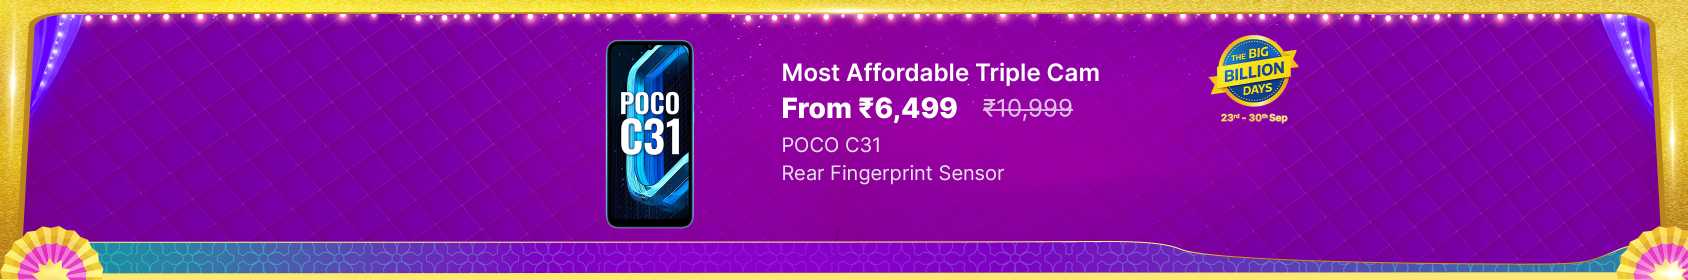 POCO
C31
Most Affordable Triple Cam
From ₹6,499 ₹10,999
POCO C31
Rear Fingerprint Sensor
THE BIG
BILLION
DAYS
23rd - 30th Sep